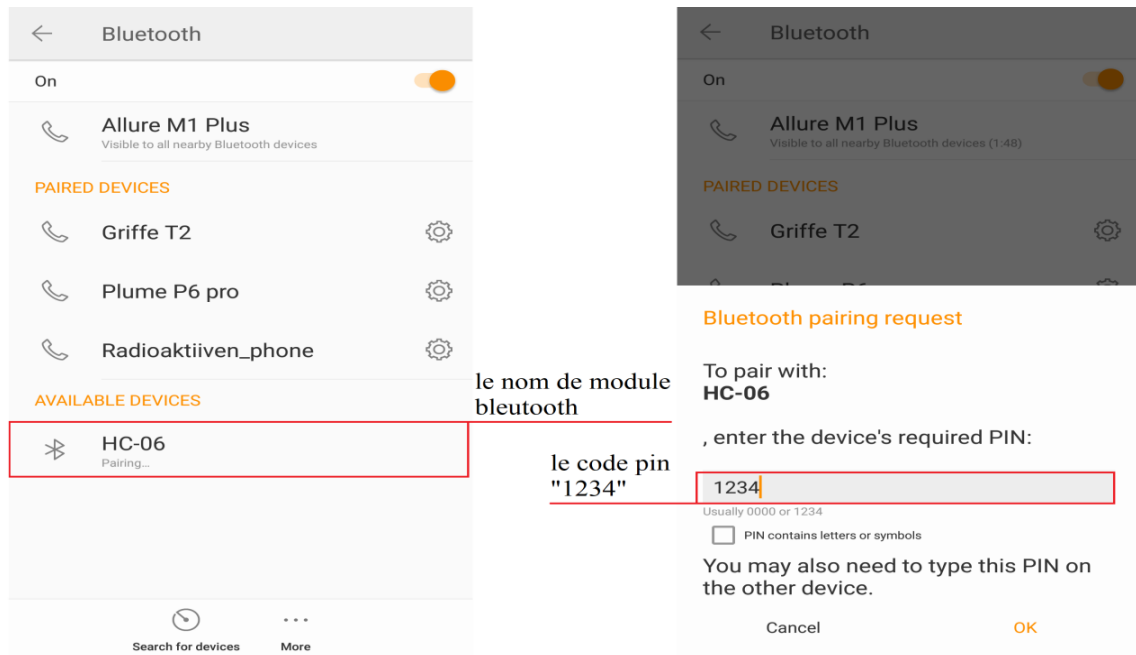 Bluetooth
On
Allure M1 Plus
Visible to all nearby Bluetooth devices
PAIRED DEVICES
Griffe T2
Plume P6 pro
Radioaktiiven_phone
AVAILABLE DEVICES
HC-06
Pairing...
Search for devices
More
le nom de module
bleutooth
le code pin
"1234"
Bluetooth
On
Allure M1 Plus
Visible to all nearby Bluetooth devices (1:48)
PAIRED DEVICES
Griffe T2
Bluetooth pairing request
To pair with:
HC-06
, enter the device's required PIN:
1234
Usually 0000 or 1234
PIN contains letters or symbols
You may also need to type this PIN on
the other device.
Cancel
OK